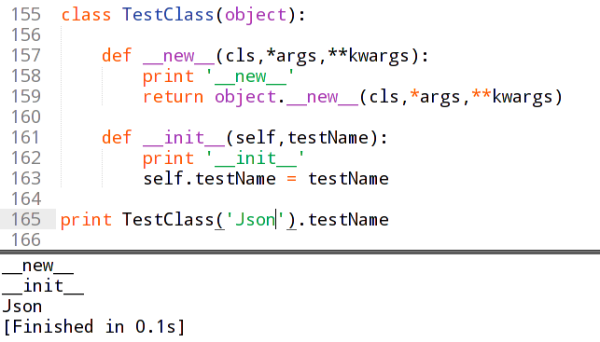 155 class TestClass(object):
156
157     def __new__(cls,*args,**kwargs):
158         print '__new__'
159         return object.__new__(cls,*args,**kwargs)
160
161     def __init__(self,testName):
162         print '__init__'
163         self.testName = testName
164
165 print TestClass('Json').testName
166
__new__
__init__
Json
[Finished in 0.1s]